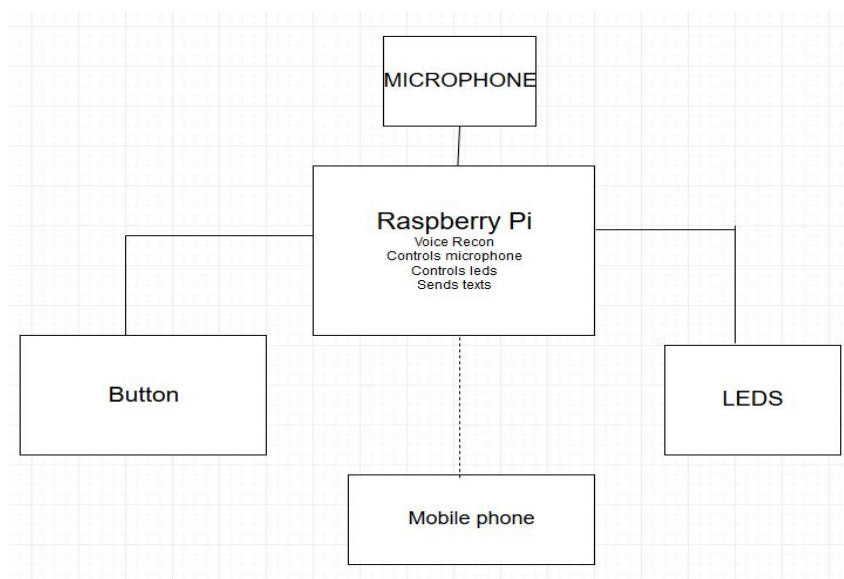 MICROPHONE
Raspberry Pi
Voice Recon
Controls microphone
Controls leds
Sends texts
Button
LEDS
Mobile phone